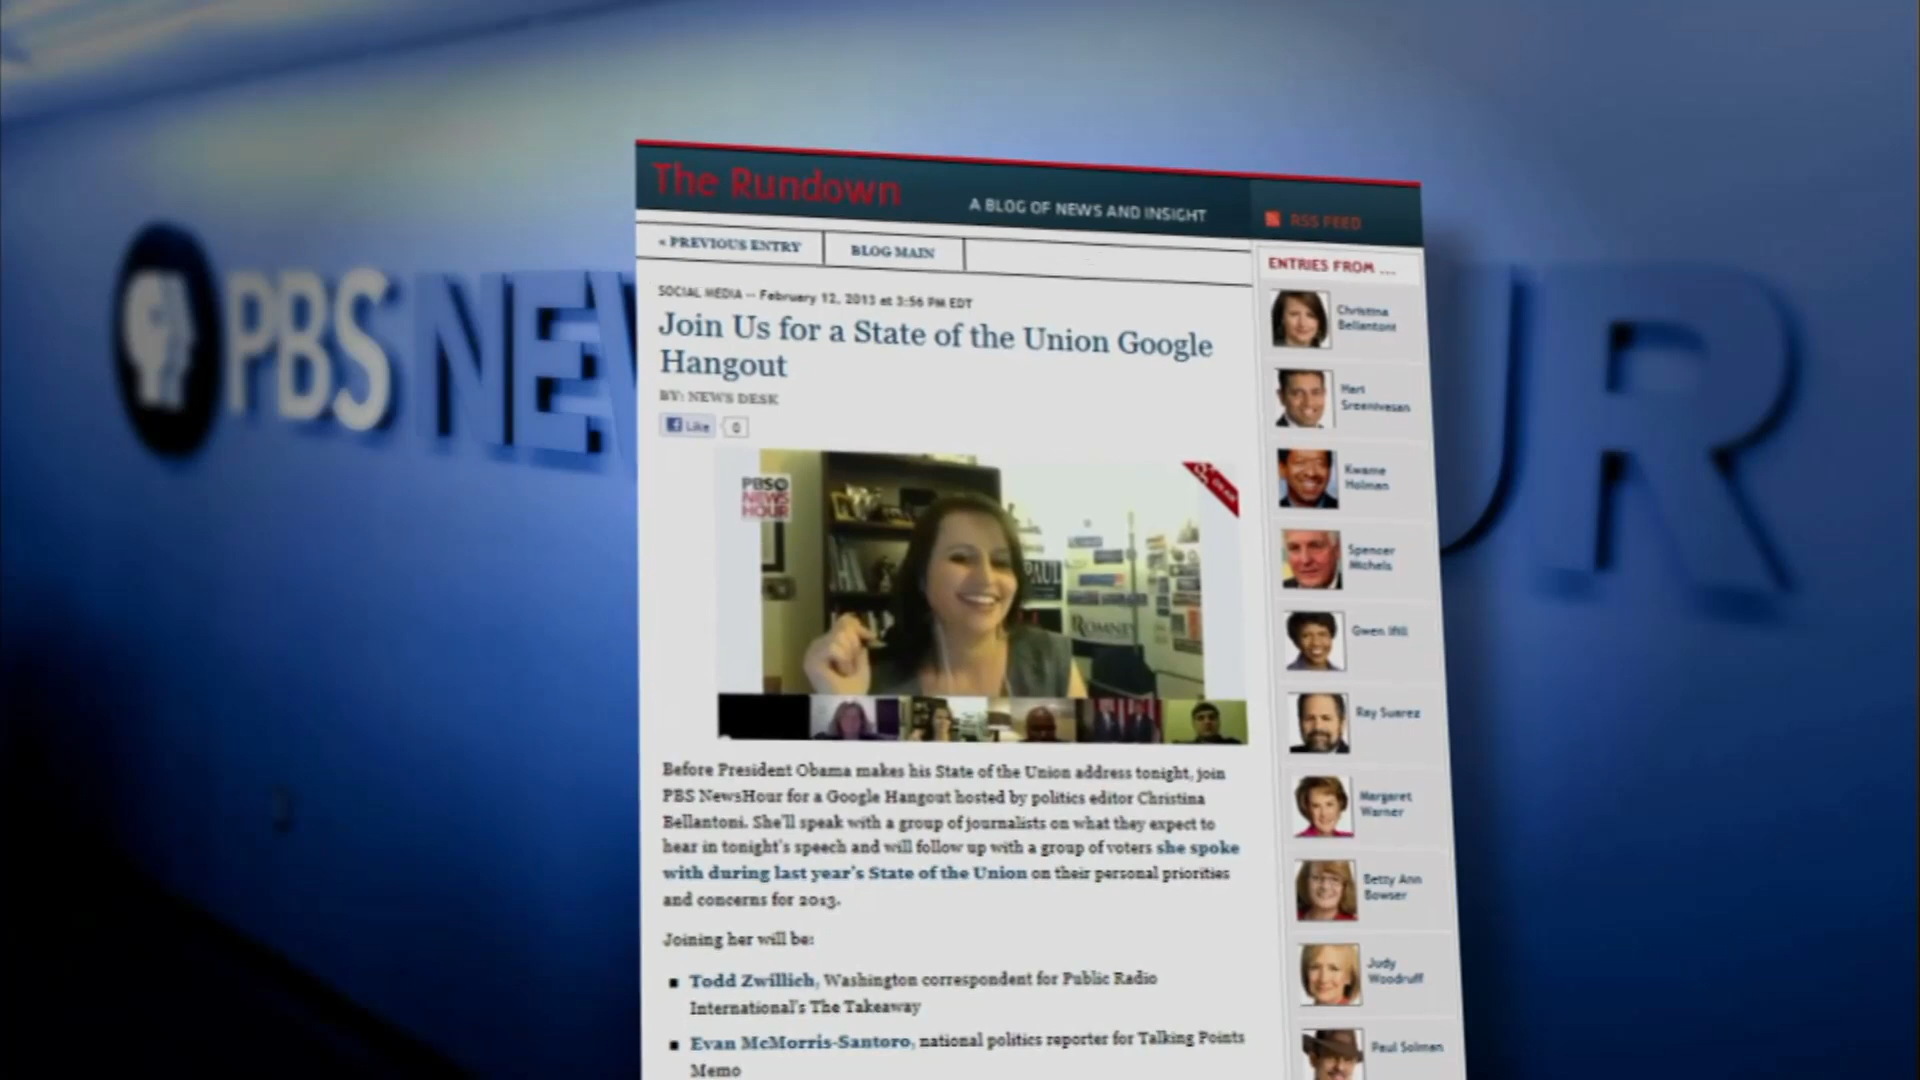 PBS NEW
UR
The Rundown
A BLOG OF NEWS AND INSIGHT
RSS FEED
« PREVIOUS ENTRY
BLOG MAIN
SOCIAL MEDIA -- February 12, 2013 at 3:56 PM EDT
Join Us for a State of the Union Google
Hangout
BY: NEWS DESK
Like
0
PBS
NEWS
HOUR
PAUL
ROMNEY
Before President Obama makes his State of the Union address tonight, join
PBS NewsHour for a Google Hangout hosted by politics editor Christina
Bellantoni. She'll speak with a group of journalists on what they expect to
hear in tonight's speech and will follow up with a group of voters she spoke
with during last year's State of the Union on their personal priorities
and concerns for 2013.
Joining her will be:
Todd Zwillich, Washington correspondent for Public Radio
International's The Takeaway
Evan McMorris-Santoro, national politics reporter for Talking Points
Memo
ENTRIES FROM ...
Christina
Bellantoni
Hari
Sreenivasan
Kwame
Holman
Spencer
Michels
Gwen Ifill
Ray Suarez
Margaret
Warner
Betty Ann
Bowser
Judy
Woodruff
Paul Solman